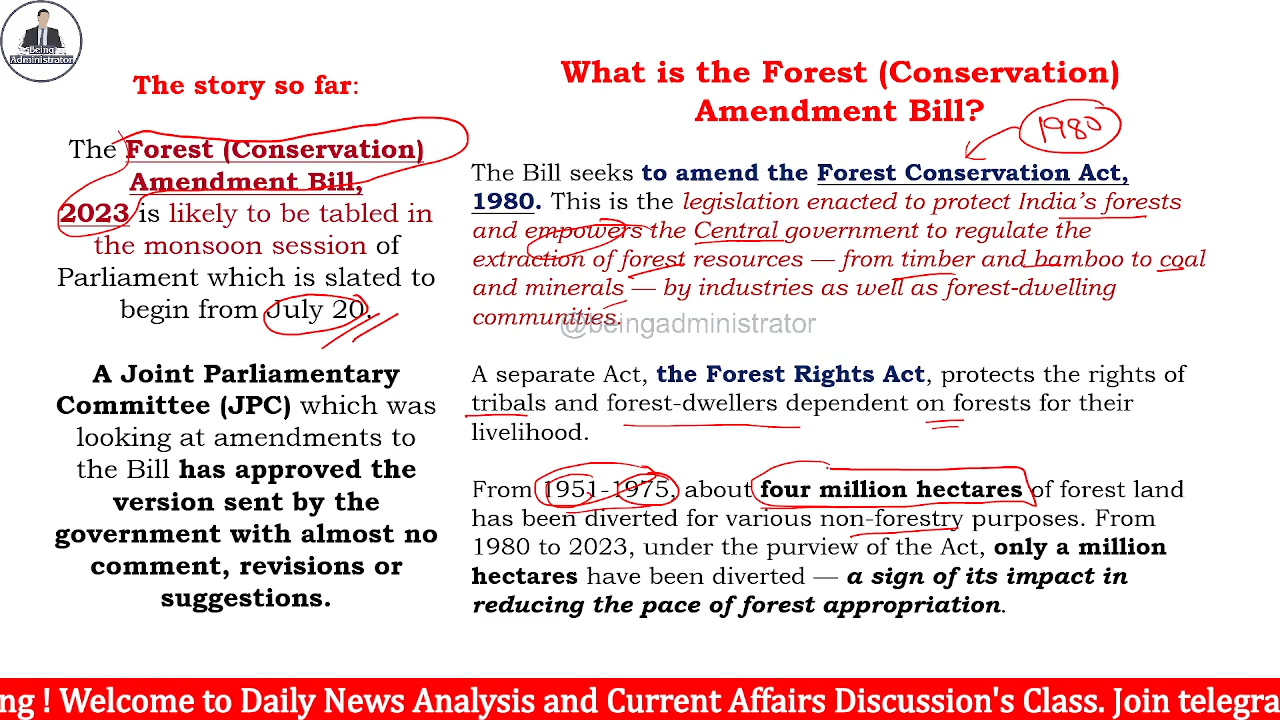 Being
Administrator
The story so far:
The Forest (Conservation)
Amendment Bill,
2023 is likely to be tabled in
the monsoon session of
Parliament which is slated to
begin from July 20.
A Joint Parliamentary
Committee (JPC) which was
looking at amendments to
the Bill has approved the
version sent by the
government with almost no
comment, revisions or
suggestions.
What is the Forest (Conservation)
Amendment Bill?
1980
The Bill seeks to amend the Forest Conservation Act,
1980. This is the legislation enacted to protect India's forests
and empowers the Central government to regulate the
extraction of forest resources — from timber and bamboo to coal
and minerals — by industries as well as forest-dwelling
communities.
@beingadministrator
A separate Act, the Forest Rights Act, protects the rights of
tribals and forest-dwellers dependent on forests for their
livelihood.
From 1951-1975, about four million hectares of forest land
has been diverted for various non-forestry purposes. From
1980 to 2023, under the purview of the Act, only a million
hectares have been diverted — a sign of its impact in
reducing the pace of forest appropriation.
ng ! Welcome to Daily News Analysis and Current Affairs Discussion's Class. Join telegra